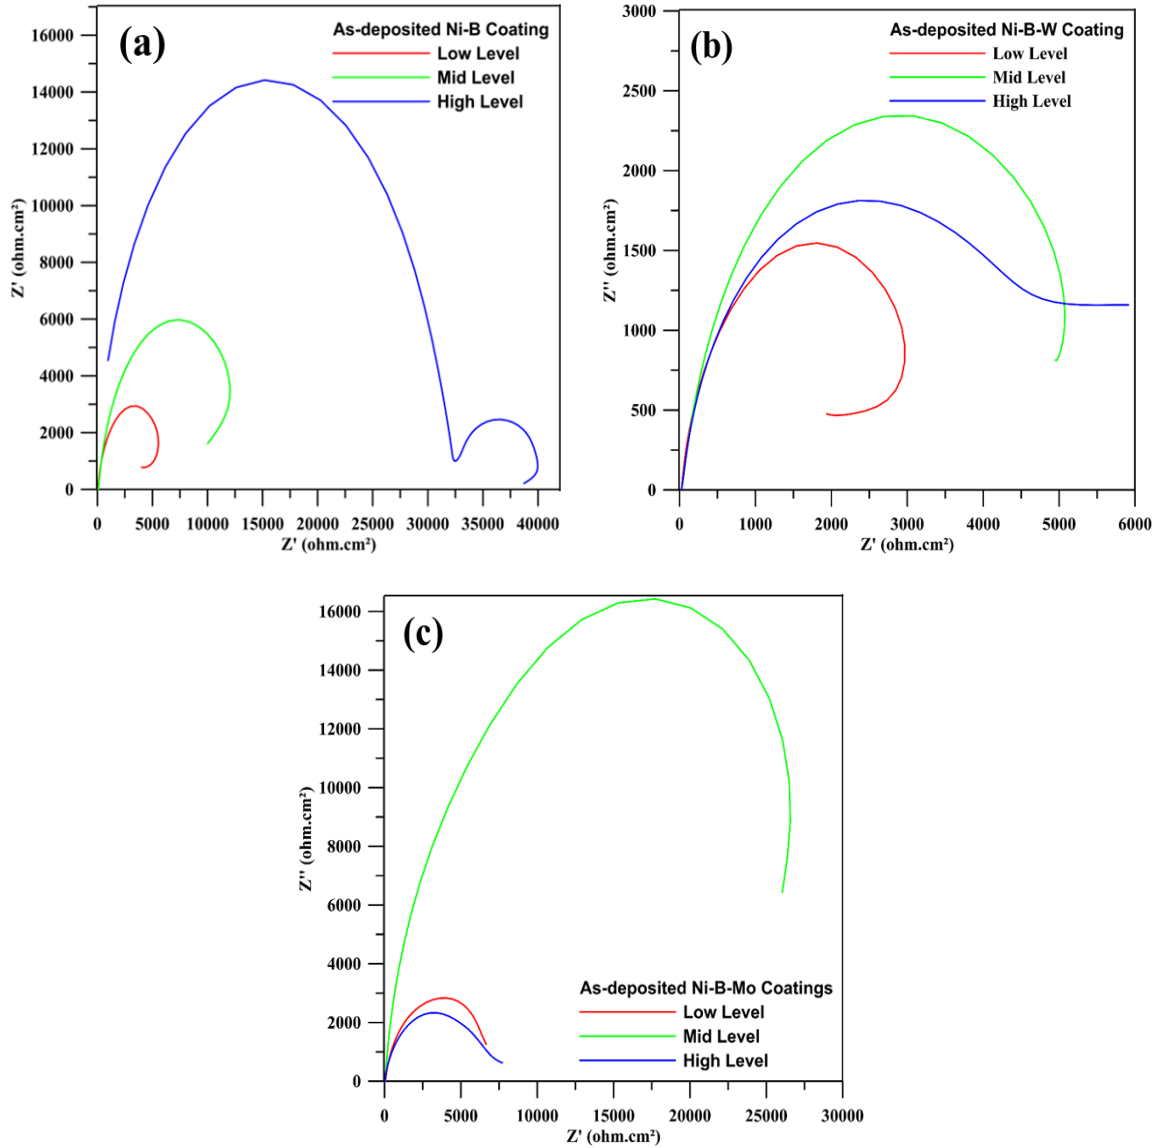 (a)
As-deposited Ni-B Coating
Low Level
Mid Level
High Level
16000
14000
12000
10000
8000
6000
4000
2000
0
Z' (ohm.cm²)
0 5000 10000 15000 20000 25000 30000 35000 40000
Z' (ohm.cm²)
(b)
As-deposited Ni-B-W Coating
Low Level
Mid Level
High Level
3000
2500
2000
1500
1000
500
0
Z'' (ohm.cm²)
0 1000 2000 3000 4000 5000 6000
Z' (ohm.cm²)
(c)
16000
14000
12000
10000
8000
6000
4000
2000
0
Z'' (ohm.cm²)
As-deposited Ni-B-Mo Coatings
Low Level
Mid Level
High Level
0 5000 10000 15000 20000 25000 30000
Z' (ohm.cm²)